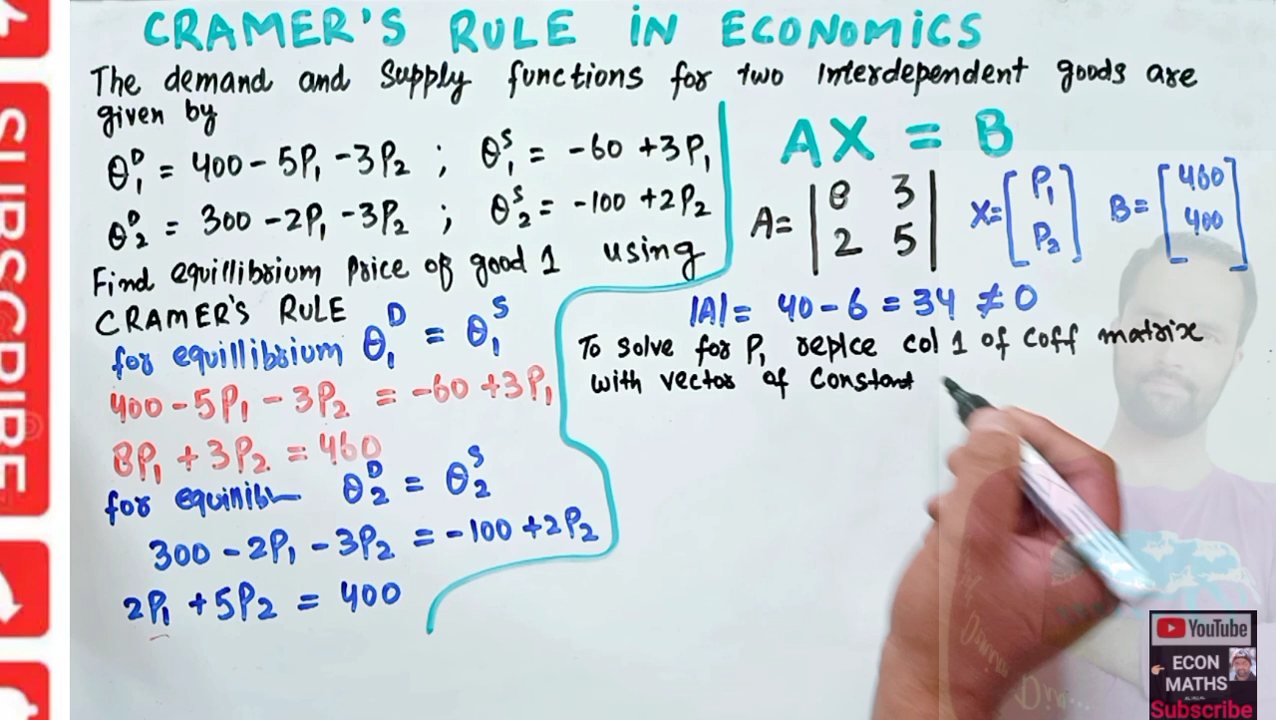 CRAMER'S RULE IN ECONOMICS
The demand and Supply functions for two Interdependent goods are
given by
Q₁ᴰ = 400 - 5P₁ - 3P₂ ; Q₁ˢ = -60 + 3P₁
Q₂ᴰ = 300 - 2P₁ - 3P₂ ; Q₂ˢ = -100 + 2P₂
Find equillibrium Price of good 1 using
CRAMER'S RULE
for equillibrium Q₁ᴰ = Q₁ˢ
400 - 5P₁ - 3P₂ = -60 + 3P₁
8P₁ + 3P₂ = 460
for equinib Q₂ᴰ = Q₂ˢ
300 - 2P₁ - 3P₂ = -100 + 2P₂
2P₁ + 5P₂ = 400
AX = B
A = | 8 3 | X = [ P₁ ] B = [ 460 ]
| 2 5 | [ P₂ ] [ 400 ]
|A| = 40 - 6 = 34 ≠ 0
To solve for P₁ replce col 1 of coff matrix
with vector of Constant
SUBSCRIBE
YouTube
ECON
MATHS
Subscribe